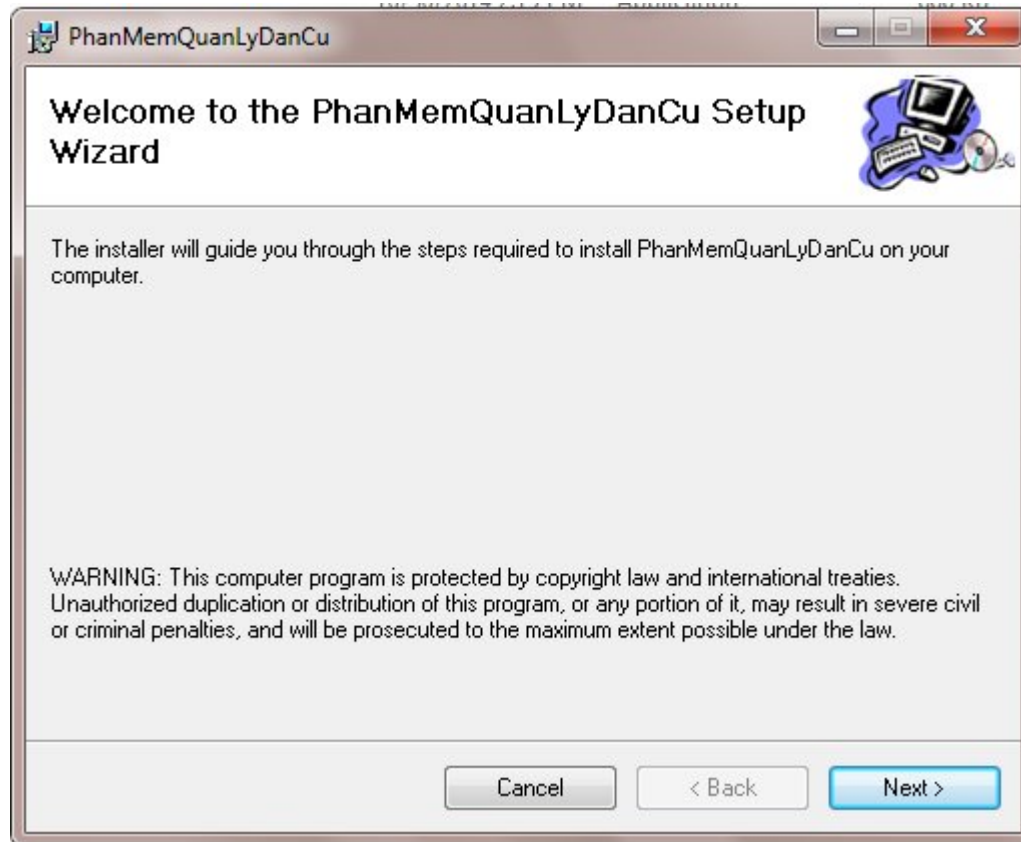 PhanMemQuanLyDanCu
Welcome to the PhanMemQuanLyDanCu Setup
Wizard
The installer will guide you through the steps required to install PhanMemQuanLyDanCu on your
computer.
WARNING: This computer program is protected by copyright law and international treaties.
Unauthorized duplication or distribution of this program, or any portion of it, may result in severe civil
or criminal penalties, and will be prosecuted to the maximum extent possible under the law.
Cancel
< Back
Next >